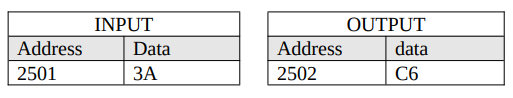 INPUT OUTPUT
Address Data Address data
2501 3A 2502 C6